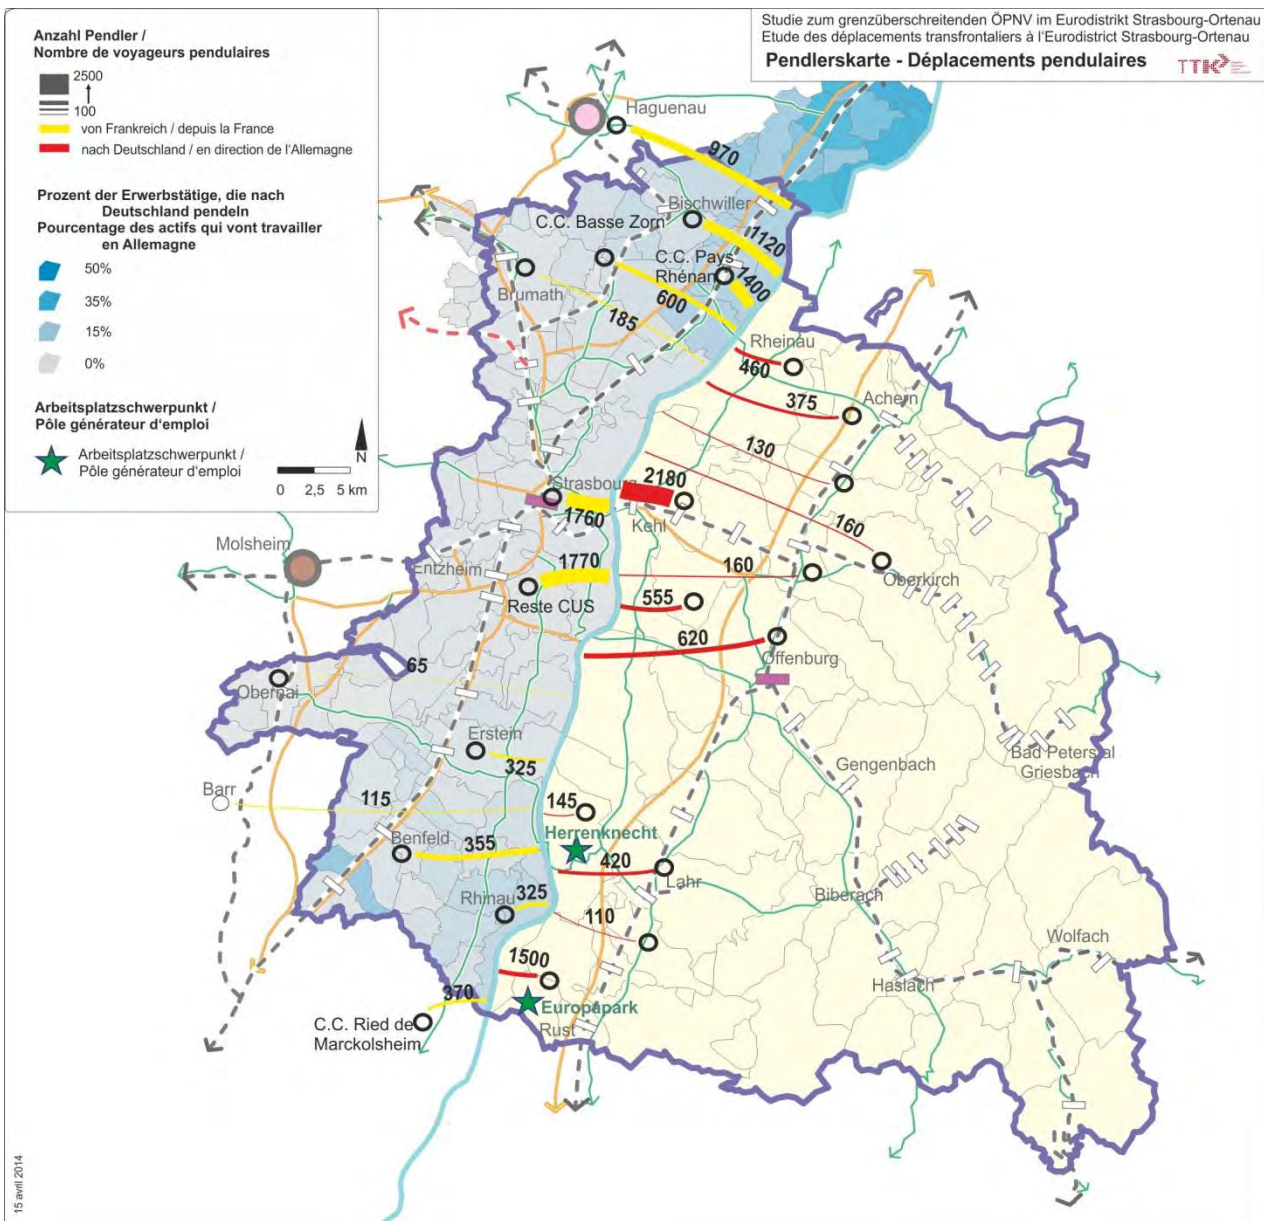 Anzahl Pendler /
Nombre de voyageurs pendulaires
2500
100
von Frankreich / depuis la France
nach Deutschland / en direction de l'Allemagne
Prozent der Erwerbstätige, die nach
Deutschland pendeln
Pourcentage des actifs qui vont travailler
en Allemagne
50%
35%
15%
0%
Arbeitsplatzschwerpunkt /
Pôle générateur d'emploi
Arbeitsplatzschwerpunkt /
Pôle générateur d'emploi
N
0 2,5 5 km
Studie zum grenzüberschreitenden ÖPNV im Eurodistrikt Strasbourg-Ortenau
Etude des déplacements transfrontaliers à l'Eurodistrict Strasbourg-Ortenau
Pendlerskarte - Déplacements pendulaires
TTK
Haguenau
970
Bischwiller
C.C. Basse Zorn
1120
C.C. Pays
Rhénan
1400
Brumath
600
185
Rheinau
460
375
Achern
130
Strasbourg
2180
1760
Kehl
160
Molsheim
Entzheim
1770
160
Oberkirch
Reste CUS
555
620
Offenburg
65
Obernai
Erstein
325
Bad Peterstal
Griesbach
Gengenbach
Barr
115
145
Herrenknecht
Benfeld
355
420
Lahr
Rhinau
325
110
Biberach
Wolfach
1500
Haslach
370
Europapark
C.C. Ried de
Marckolsheim
Rust
15 avril 2014